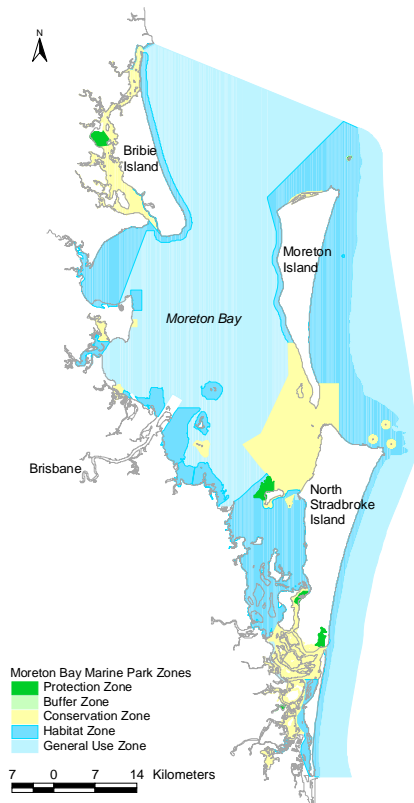 N
Bribie
Island
Moreton
Island
Moreton Bay
Brisbane
North
Stradbroke
Island
Moreton Bay Marine Park Zones
Protection Zone
Buffer Zone
Conservation Zone
Habitat Zone
General Use Zone
7 0 7 14 Kilometers